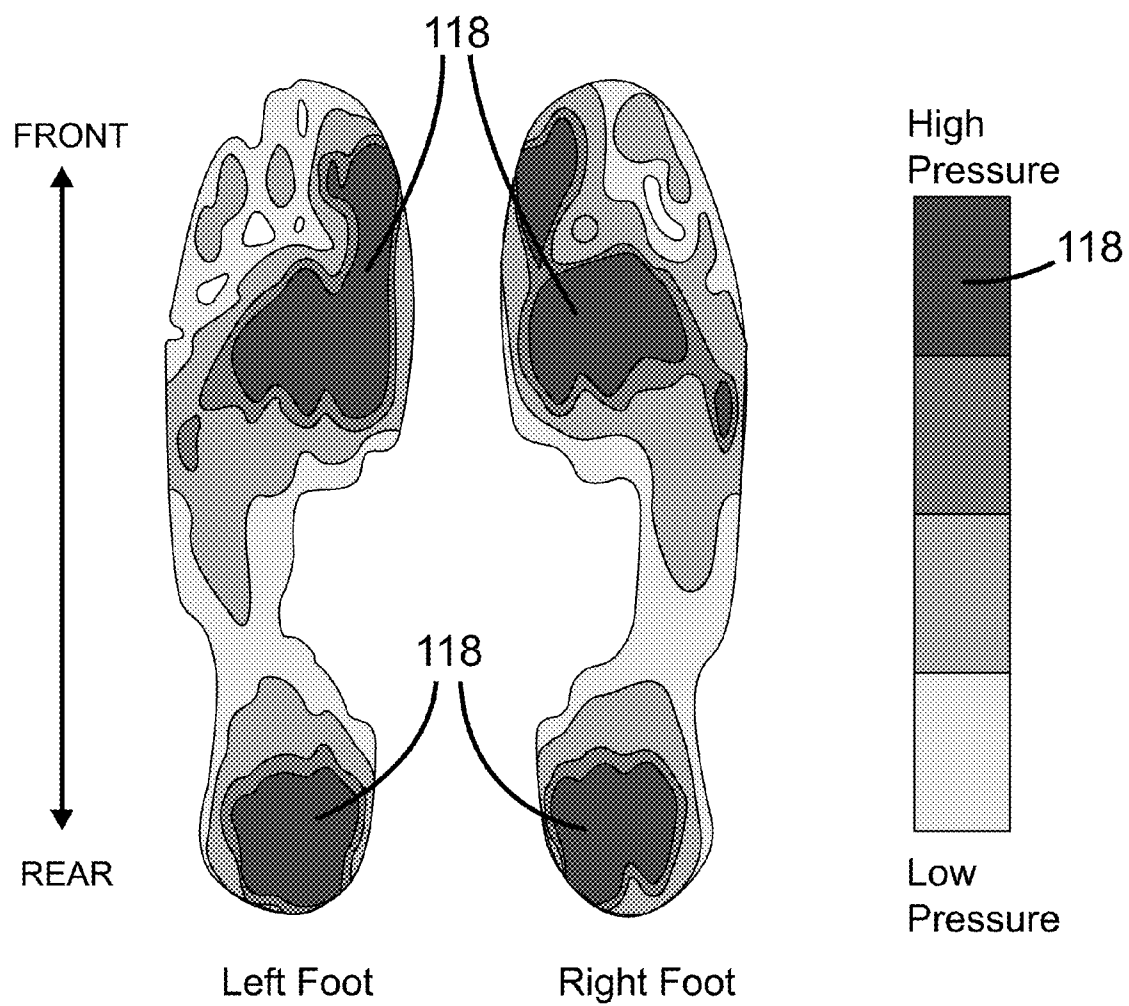 118
FRONT
High
Pressure
118
118
REAR
Low
Pressure
Left Foot
Right Foot